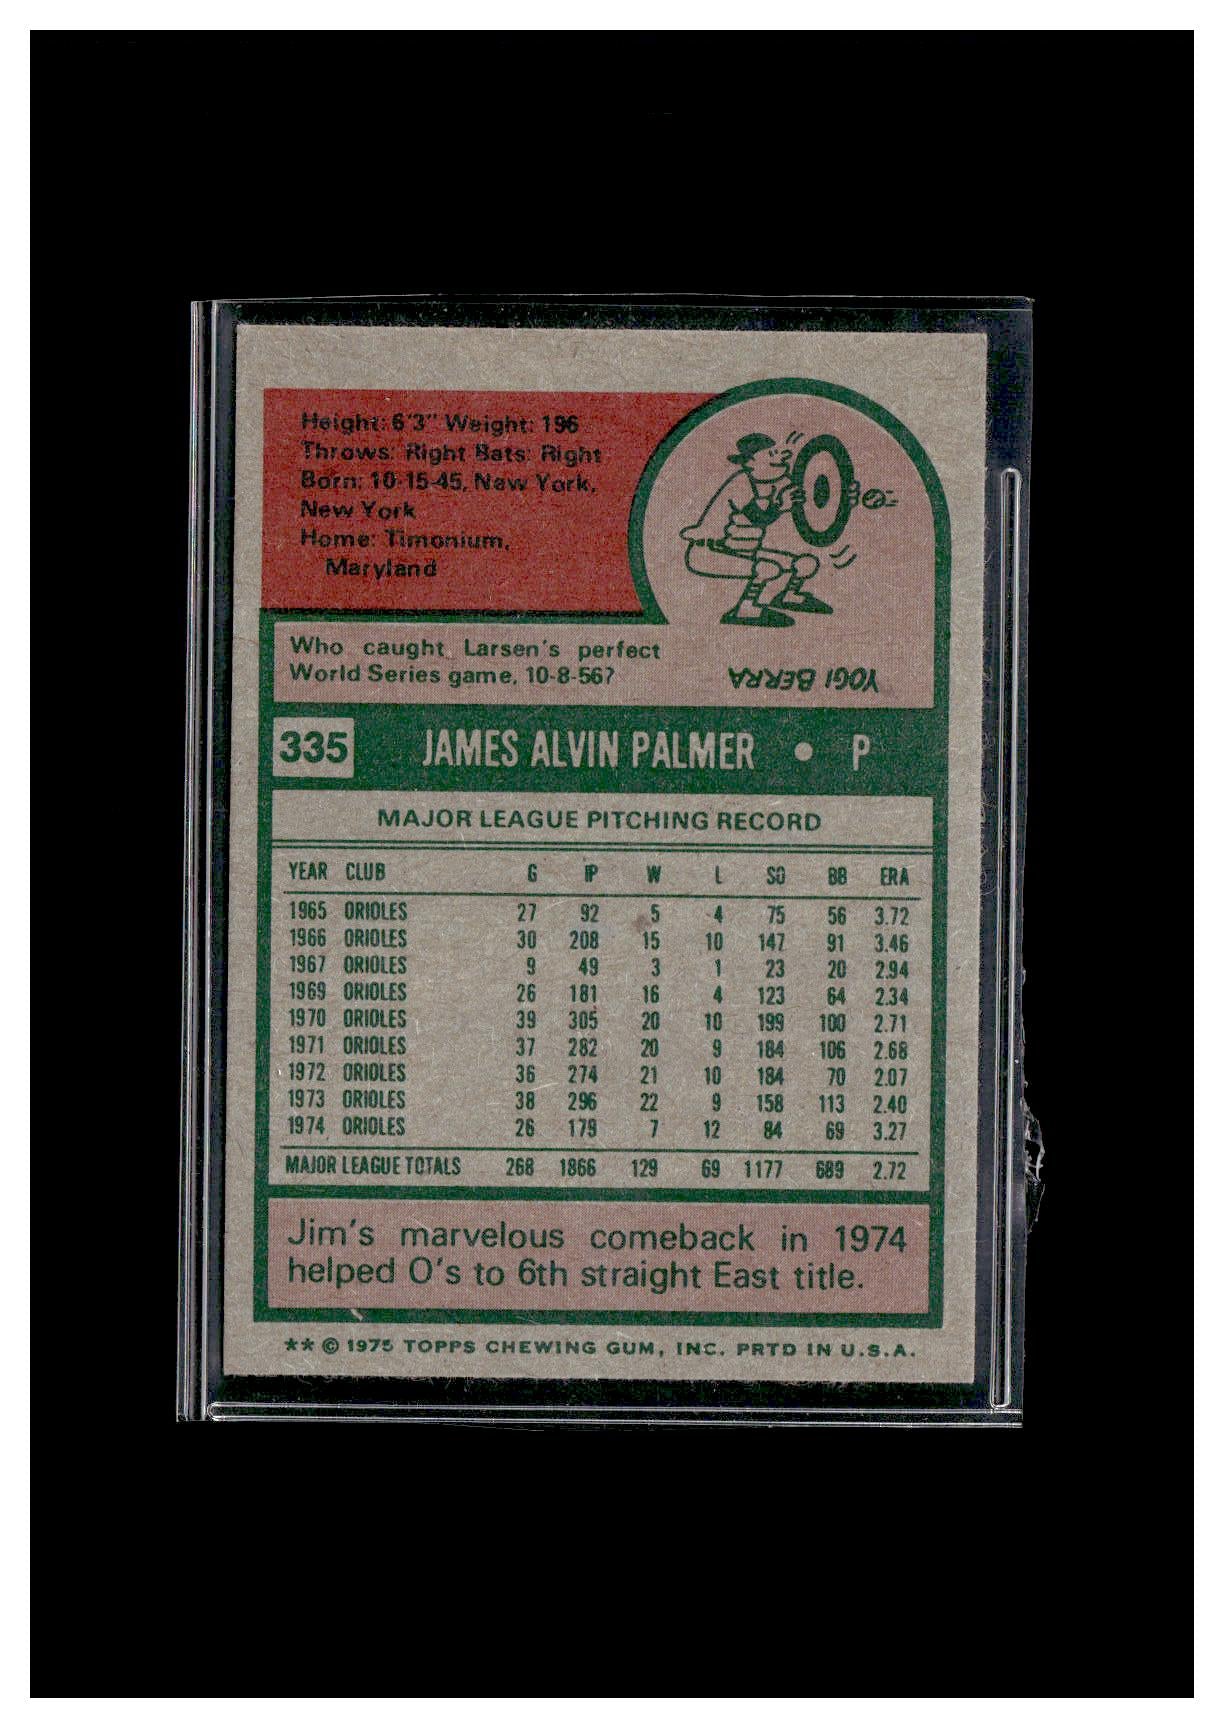 Height: 6'3" Weight: 196
Throws: Right Bats: Right
Born: 10-15-45, New York,
New York
Home: Timonium,
Maryland
Who caught Larsen's perfect
World Series game, 10-8-56?
YOGI BERRA
335 JAMES ALVIN PALMER • P
MAJOR LEAGUE PITCHING RECORD
YEAR CLUB G IP W L SO BB ERA
1965 ORIOLES 27 92 5 4 75 56 3.72
1966 ORIOLES 30 208 15 10 147 91 3.46
1967 ORIOLES 9 49 3 1 23 20 2.94
1969 ORIOLES 26 181 16 4 123 64 2.34
1970 ORIOLES 39 305 20 10 199 100 2.71
1971 ORIOLES 37 282 20 9 184 106 2.68
1972 ORIOLES 36 274 21 10 184 70 2.07
1973 ORIOLES 38 296 22 9 158 113 2.40
1974 ORIOLES 26 179 7 12 84 69 3.27
MAJOR LEAGUE TOTALS 268 1866 129 69 1177 689 2.72
Jim's marvelous comeback in 1974
helped O's to 6th straight East title.
** © 1975 TOPPS CHEWING GUM, INC. PRTD IN U.S.A.